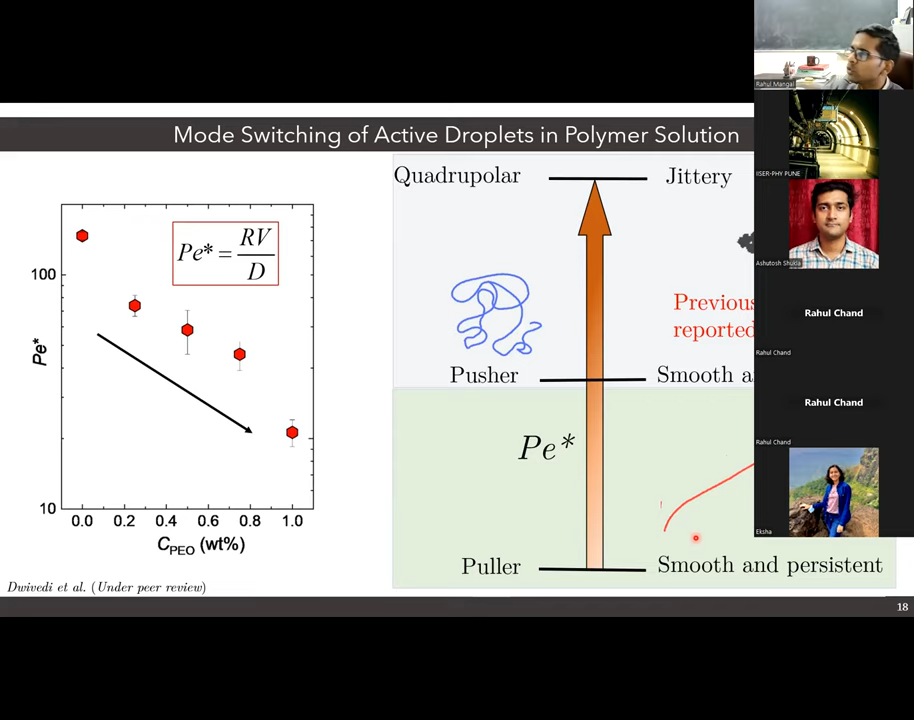 Mode Switching of Active Droplets in Polymer Solution
Pe* = RV / D
100
10
Pe*
0.0 0.2 0.4 0.6 0.8 1.0
C_PEO (wt%)
Dwivedi et al. (Under peer review)
Quadrupolar
Jittery
Previous
reported
Pusher
Smooth a
Pe*
Puller
Smooth and persistent
18
Rahul Mangal
IISER-PHY PUNE
Ashutosh Shukla
Rahul Chand
Rahul Chand
Rahul Chand
Rahul Chand
Eksha